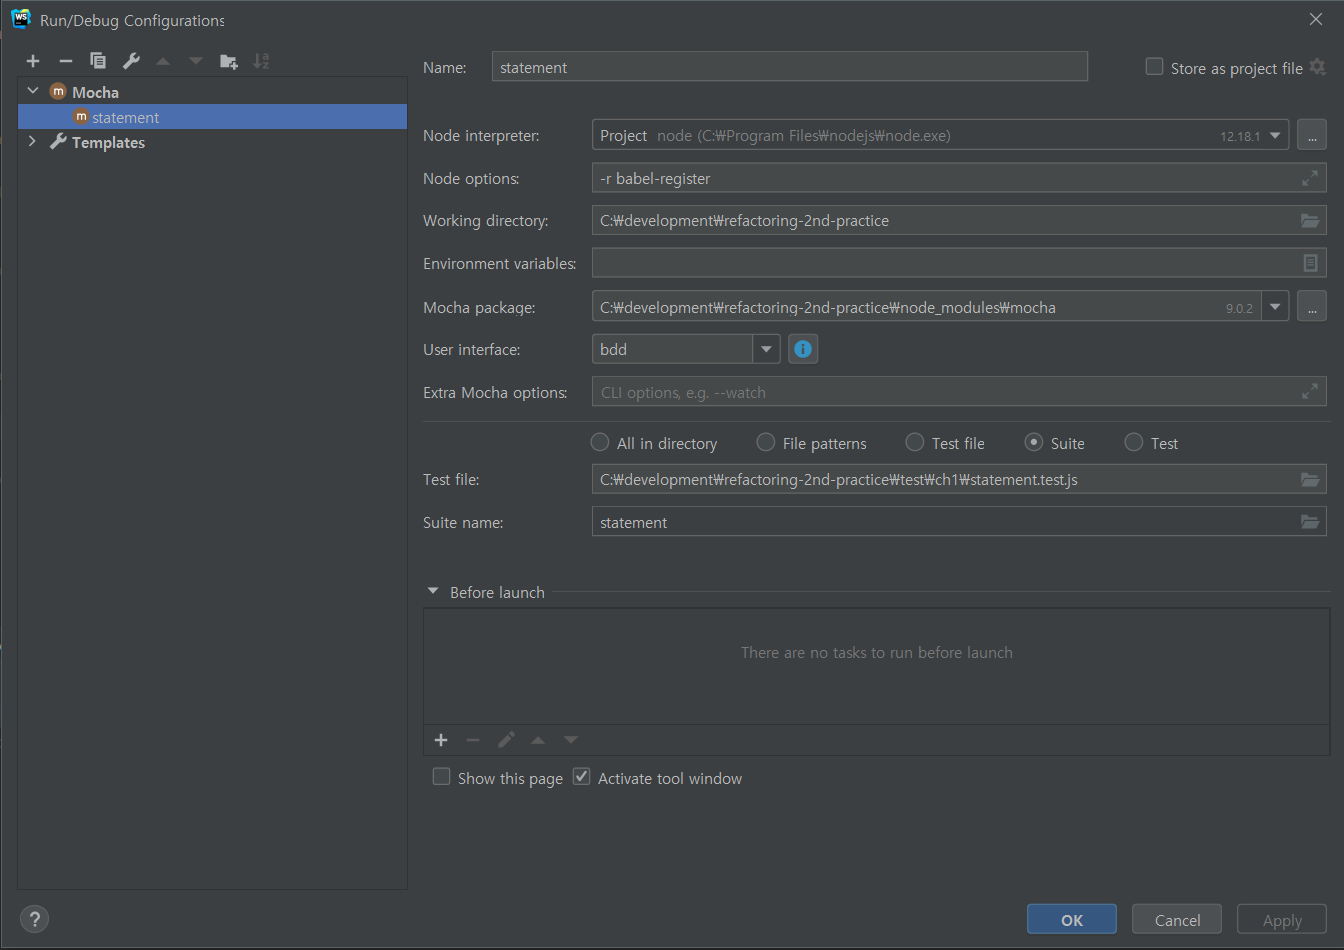 WS
Run/Debug Configurations
Name:
statement
Store as project file
m Mocha
m statement
Templates
Node interpreter:
Project node (C:₩Program Files₩nodejs₩node.exe) 12.18.1
...
Node options:
-r babel-register
Working directory:
C:₩development₩refactoring-2nd-practice
Environment variables:
Mocha package:
C:₩development₩refactoring-2nd-practice₩node_modules₩mocha 9.0.2
...
User interface:
bdd
Extra Mocha options:
CLI options, e.g. --watch
All in directory
File patterns
Test file
Suite
Test
Test file:
C:₩development₩refactoring-2nd-practice₩test₩ch1₩statement.test.js
Suite name:
statement
Before launch
There are no tasks to run before launch
Show this page
Activate tool window
?
OK
Cancel
Apply